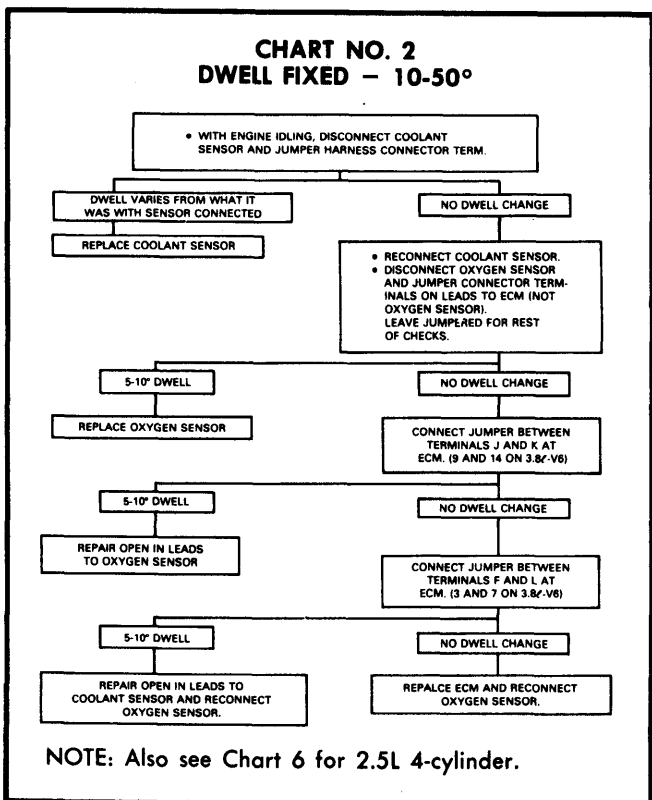 CHART NO. 2
DWELL FIXED – 10-50°
• WITH ENGINE IDLING, DISCONNECT COOLANT
SENSOR AND JUMPER HARNESS CONNECTOR TERM.
DWELL VARIES FROM WHAT IT
WAS WITH SENSOR CONNECTED
NO DWELL CHANGE
REPLACE COOLANT SENSOR
• RECONNECT COOLANT SENSOR.
• DISCONNECT OXYGEN SENSOR
AND JUMPER CONNECTOR TERM-
INALS ON LEADS TO ECM (NOT
OXYGEN SENSOR).
LEAVE JUMPERED FOR REST
OF CHECKS.
5-10° DWELL
NO DWELL CHANGE
REPLACE OXYGEN SENSOR
CONNECT JUMPER BETWEEN
TERMINALS J AND K AT
ECM. (9 AND 14 ON 3.8ℓ-V6)
5-10° DWELL
NO DWELL CHANGE
REPAIR OPEN IN LEADS
TO OXYGEN SENSOR
CONNECT JUMPER BETWEEN
TERMINALS F AND L AT
ECM. (3 AND 7 ON 3.8ℓ-V6)
5-10° DWELL
NO DWELL CHANGE
REPAIR OPEN IN LEADS TO
COOLANT SENSOR AND RECONNECT
OXYGEN SENSOR.
REPALCE ECM AND RECONNECT
OXYGEN SENSOR.
NOTE: Also see Chart 6 for 2.5L 4-cylinder.